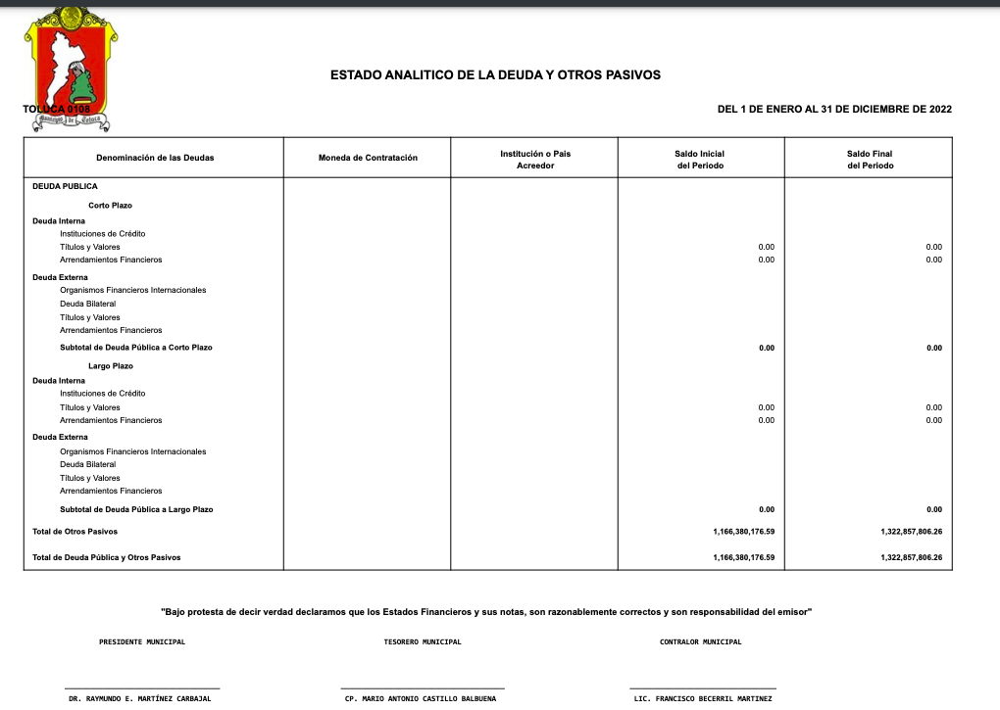 ESTADO ANALITICO DE LA DEUDA Y OTROS PASIVOS
TOLUCA 0108
DEL 1 DE ENERO AL 31 DE DICIEMBRE DE 2022
Denominación de las Deudas Moneda de Contratación Institución o Pais Acreedor Saldo Inicial del Periodo Saldo Final del Periodo
DEUDA PUBLICA
Corto Plazo
Deuda Interna
Instituciones de Crédito
Títulos y Valores 0.00 0.00
Arrendamientos Financieros 0.00 0.00
Deuda Externa
Organismos Financieros Internacionales
Deuda Bilateral
Títulos y Valores
Arrendamientos Financieros
Subtotal de Deuda Pública a Corto Plazo 0.00 0.00
Largo Plazo
Deuda Interna
Instituciones de Crédito
Títulos y Valores 0.00 0.00
Arrendamientos Financieros 0.00 0.00
Deuda Externa
Organismos Financieros Internacionales
Deuda Bilateral
Títulos y Valores
Arrendamientos Financieros
Subtotal de Deuda Pública a Largo Plazo 0.00 0.00
Total de Otros Pasivos 1,166,380,176.59 1,322,857,806.26
Total de Deuda Pública y Otros Pasivos 1,166,380,176.59 1,322,857,806.26
"Bajo protesta de decir verdad declaramos que los Estados Financieros y sus notas, son razonablemente correctos y son responsabilidad del emisor"
PRESIDENTE MUNICIPAL TESORERO MUNICIPAL CONTRALOR MUNICIPAL
DR. RAYMUNDO E. MARTÍNEZ CARBAJAL CP. MARIO ANTONIO CASTILLO BALBUENA LIC. FRANCISCO BECERRIL MARTINEZ